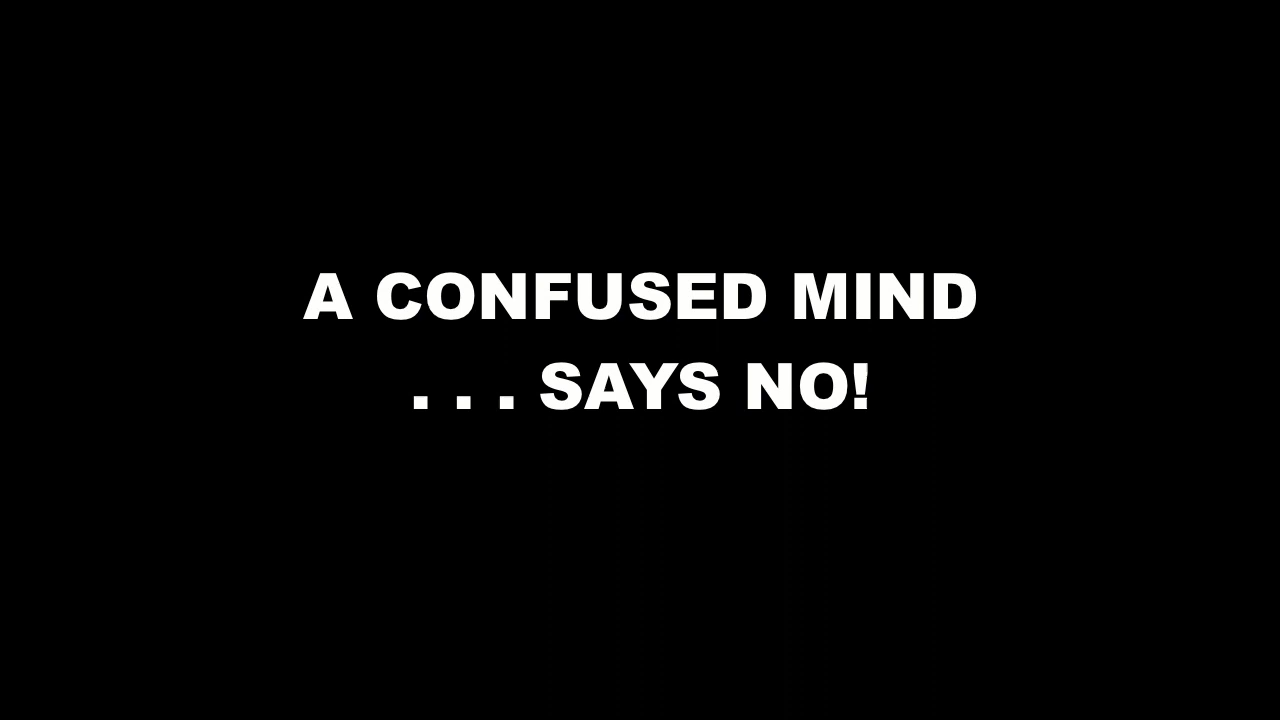 A CONFUSED MIND
. . . SAYS NO!